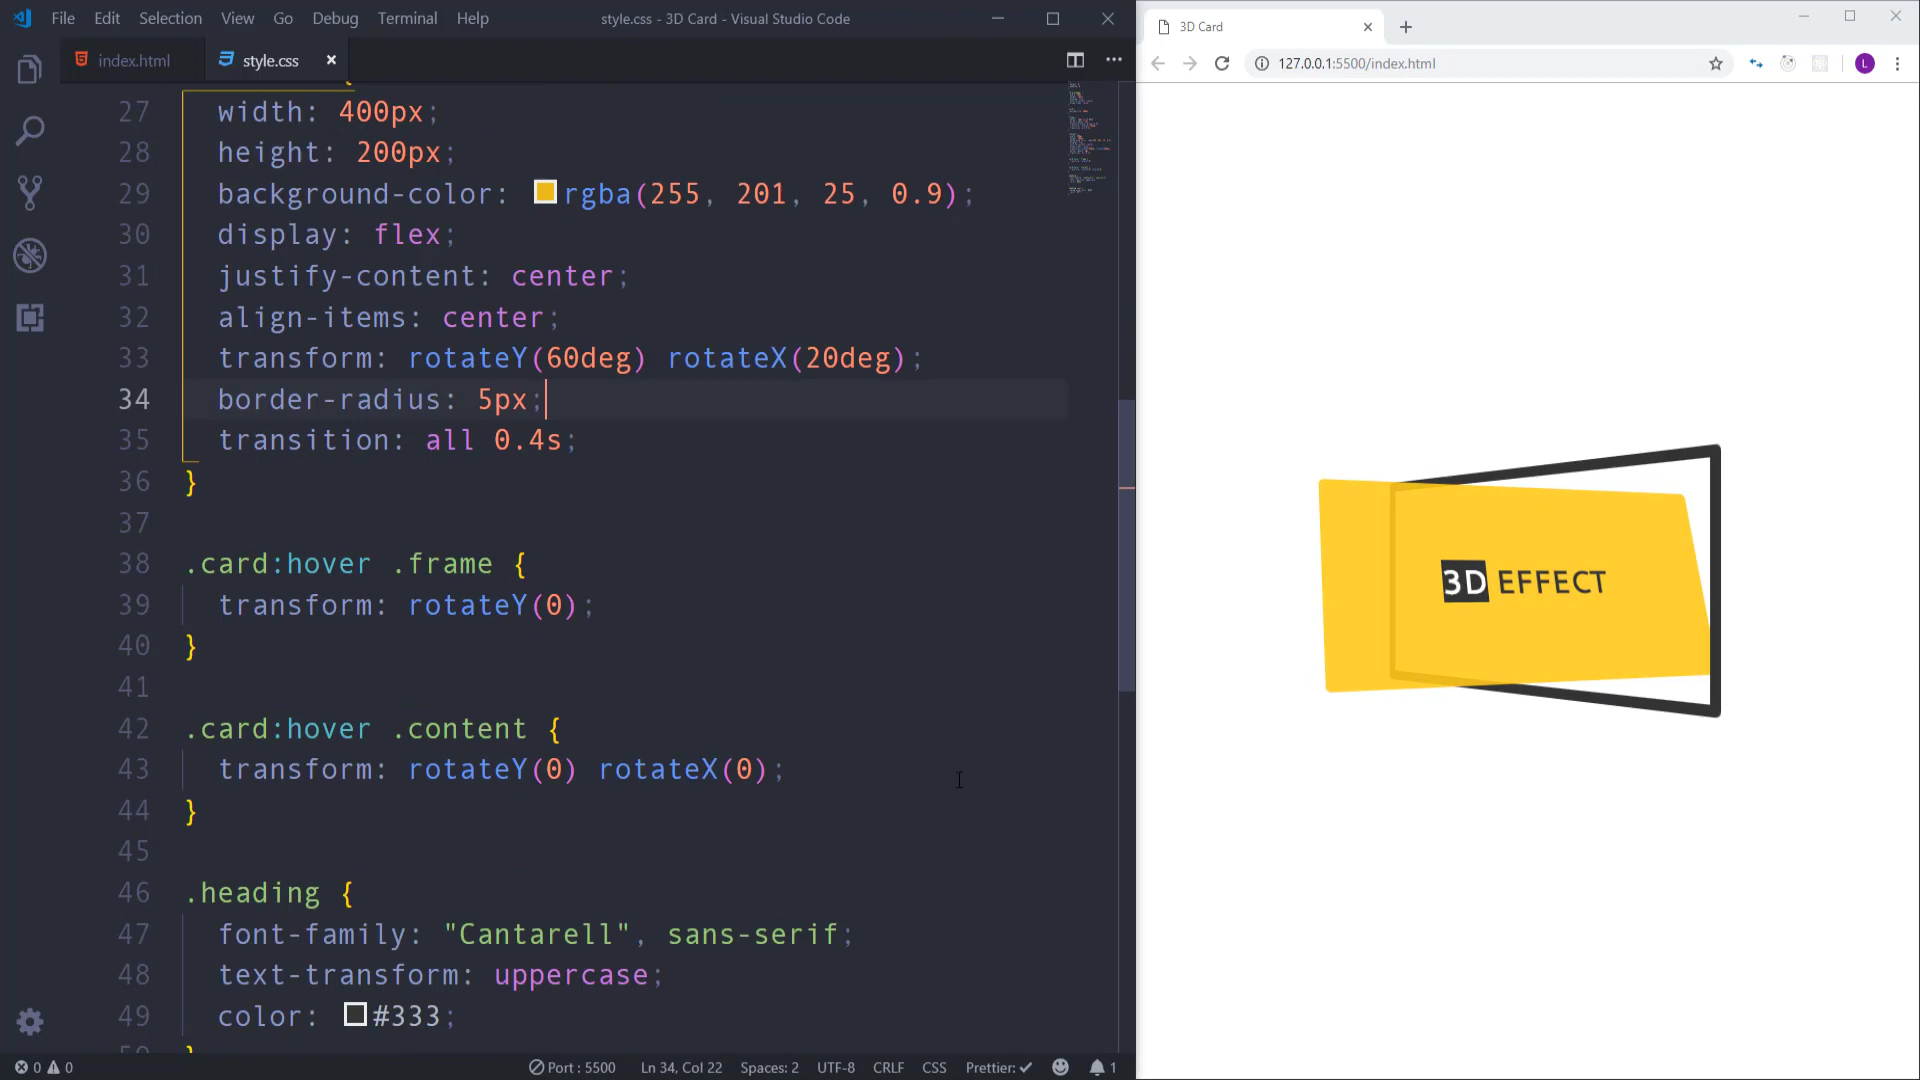 File Edit Selection View Go Debug Terminal Help
style.css - 3D Card - Visual Studio Code
index.html
style.css
27 width: 400px;
28 height: 200px;
29 background-color: rgba(255, 201, 25, 0.9);
30 display: flex;
31 justify-content: center;
32 align-items: center;
33 transform: rotateY(60deg) rotateX(20deg);
34 border-radius: 5px;
35 transition: all 0.4s;
36 }
37
38 .card:hover .frame {
39 transform: rotateY(0);
40 }
41
42 .card:hover .content {
43 transform: rotateY(0) rotateX(0);
44 }
45
46 .heading {
47 font-family: "Cantarell", sans-serif;
48 text-transform: uppercase;
49 color: #333;
0 0
Port : 5500
Ln 34, Col 22
Spaces: 2
UTF-8
CRLF
CSS
Prettier: ✓
1
3D Card
127.0.0.1:5500/index.html
L
3D EFFECT